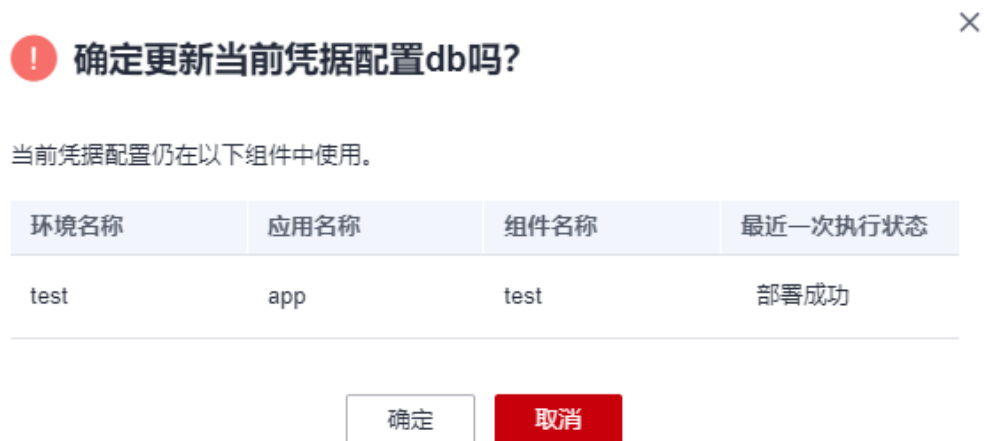 确定更新当前凭据配置db吗？
当前凭据配置仍在以下组件中使用。
环境名称 应用名称 组件名称 最近一次执行状态
test app test 部署成功
确定 取消